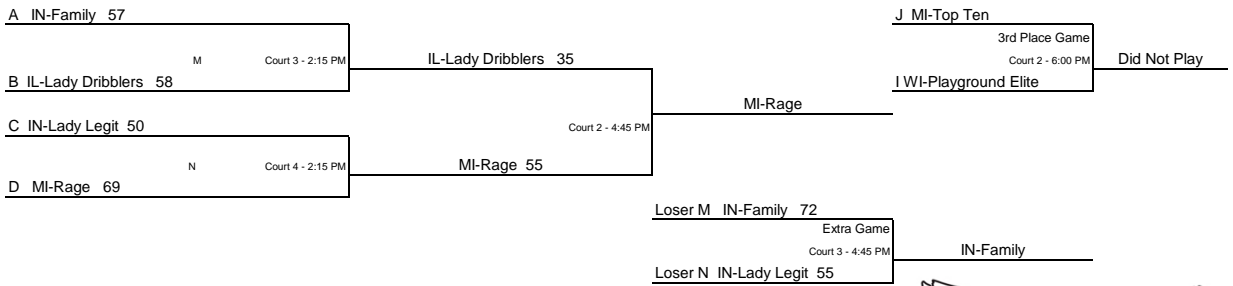 A IN-Family 57
J MI-Top Ten
3rd Place Game
M Court 3 - 2:15 PM
IL-Lady Dribblers 35
Court 2 - 6:00 PM
Did Not Play
B IL-Lady Dribblers 58
I WI-Playground Elite
MI-Rage
C IN-Lady Legit 50
Court 2 - 4:45 PM
N Court 4 - 2:15 PM
MI-Rage 55
D MI-Rage 69
Loser M IN-Family 72
Extra Game
Court 3 - 4:45 PM
IN-Family
Loser N IN-Lady Legit 55